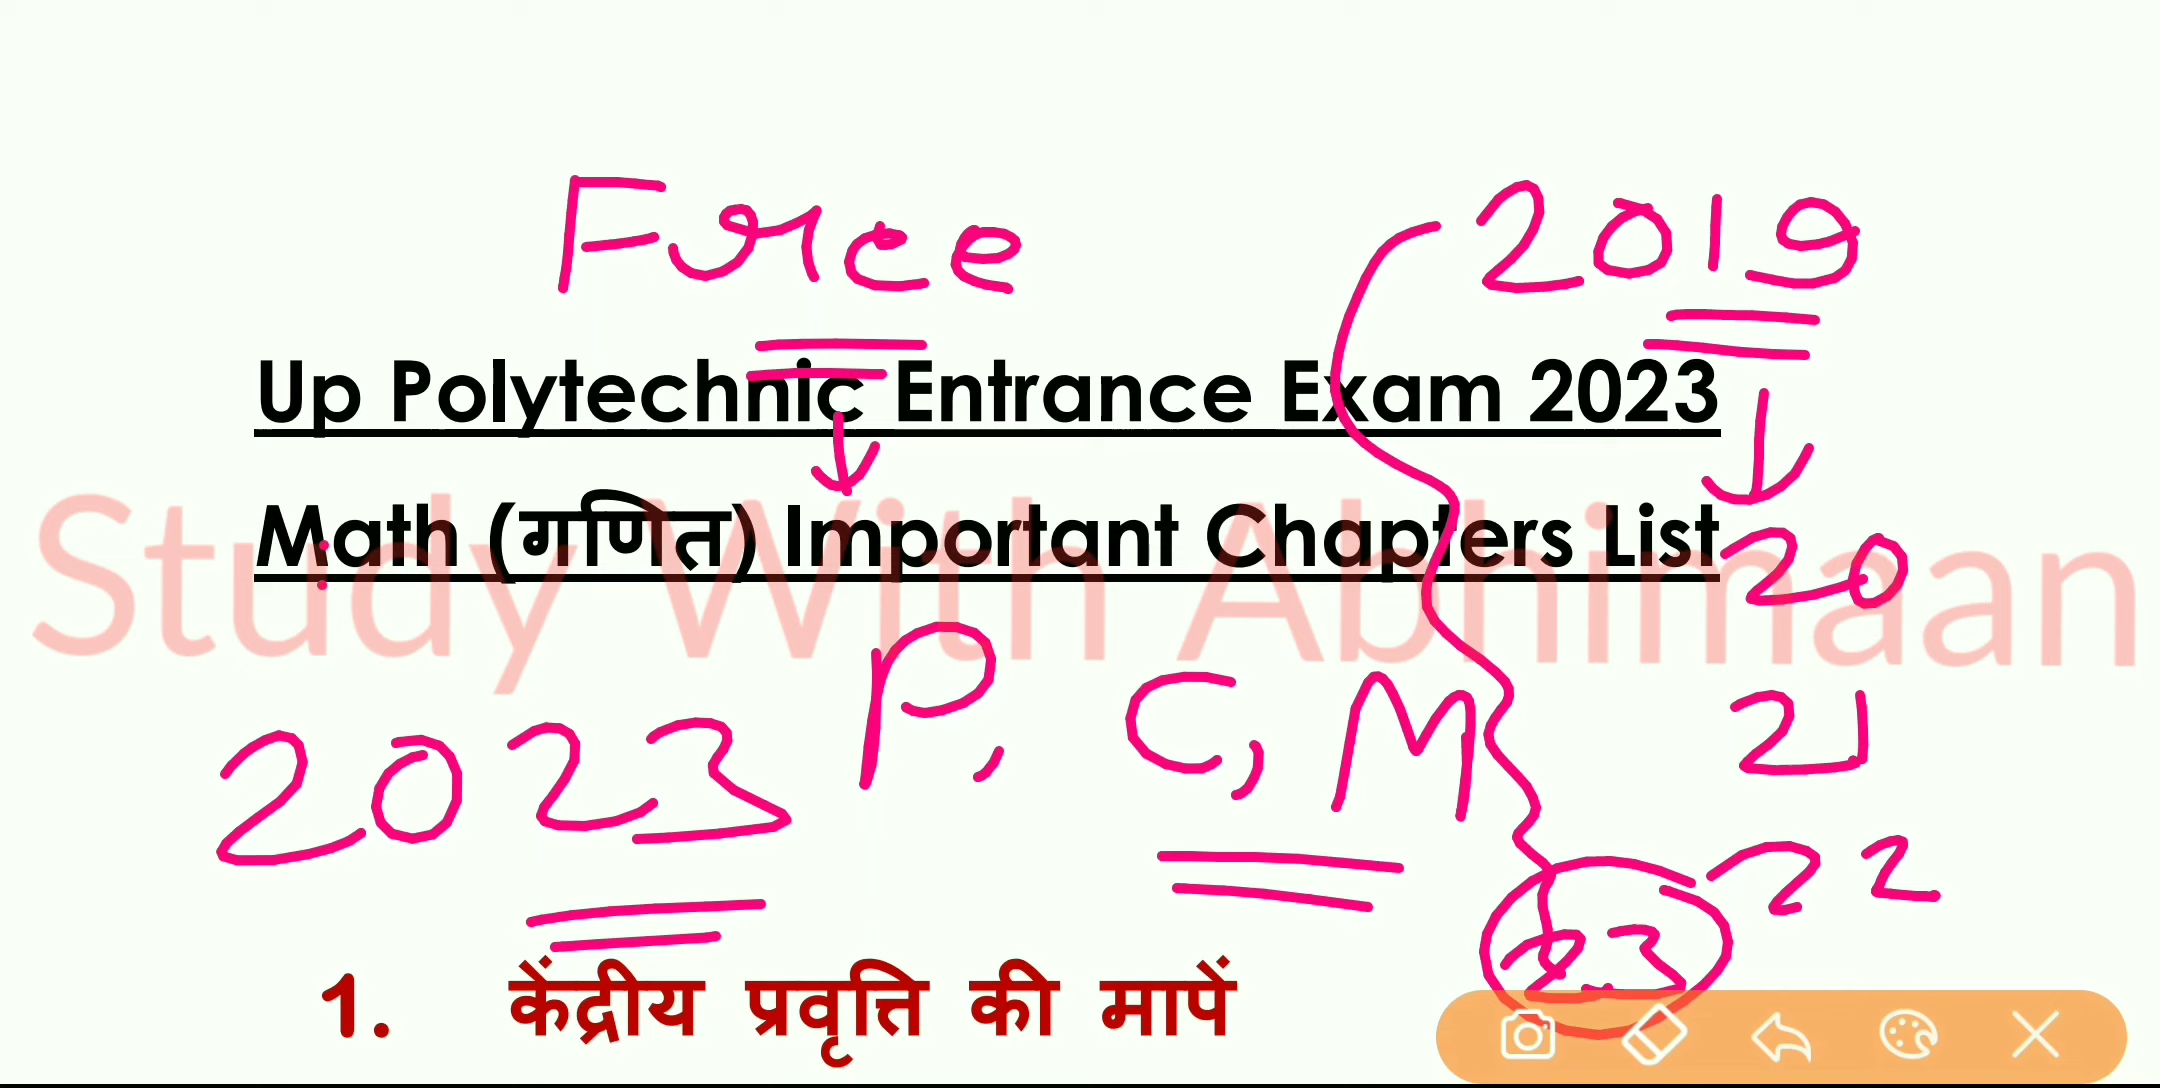 Free 2019
Up Polytechnic Entrance Exam 2023
Math (गणित) Important Chapters List
20
Study With Abhimaan
P, C, M
21
2023
22
23
1. केंद्रीय प्रवृत्ति की मापें